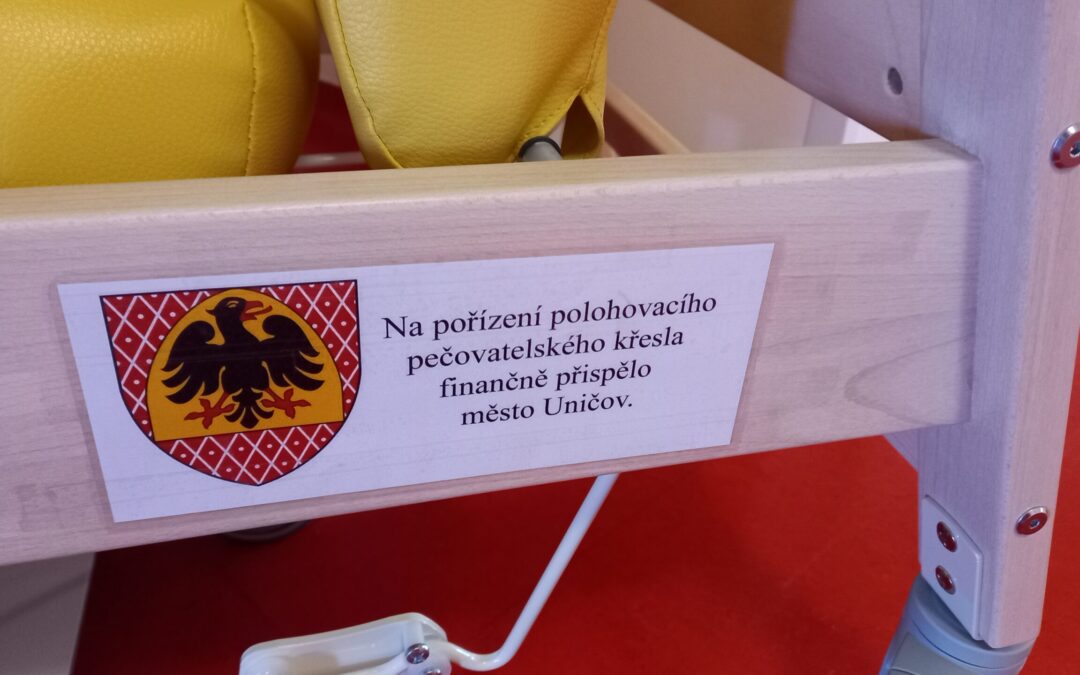 Na pořízení polohovacího
pečovatelského křesla
finančně přispělo
město Uničov.